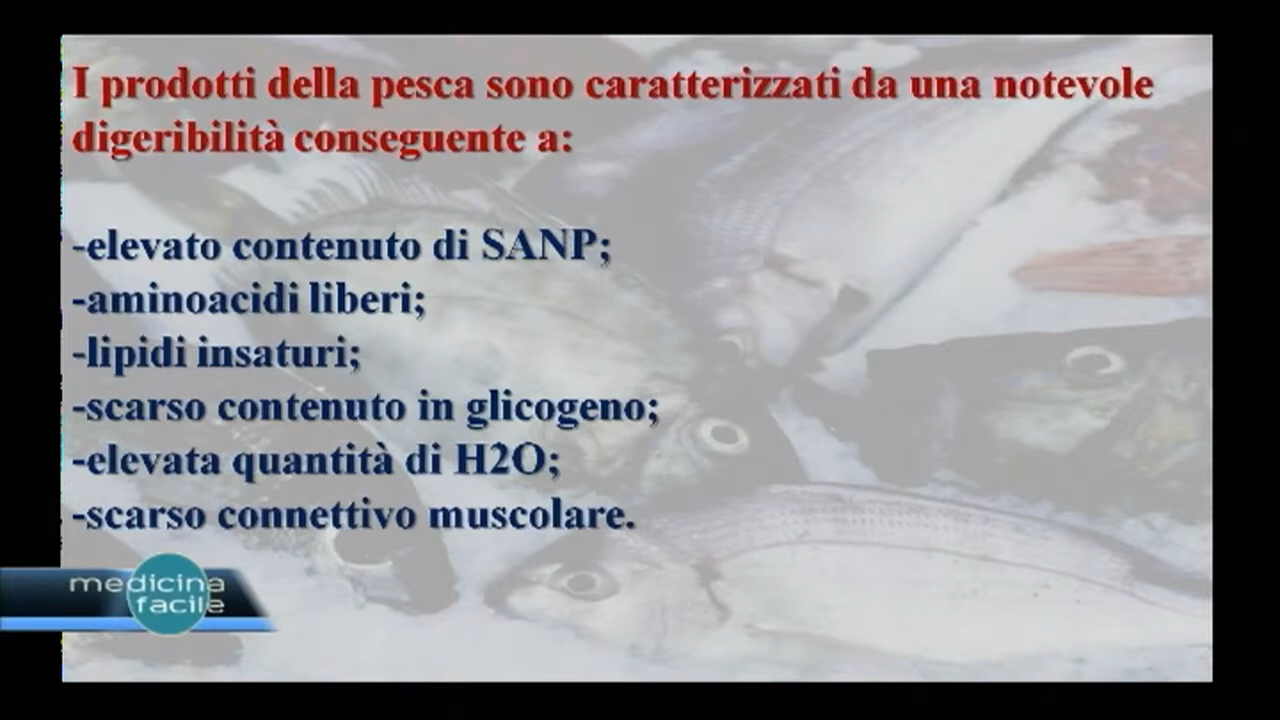 I prodotti della pesca sono caratterizzati da una notevole
digeribilità conseguente a:
-elevato contenuto di SANP;
-aminoacidi liberi;
-lipidi insaturi;
-scarso contenuto in glicogeno;
-elevata quantità di H2O;
-scarso connettivo muscolare.
medicina
facile